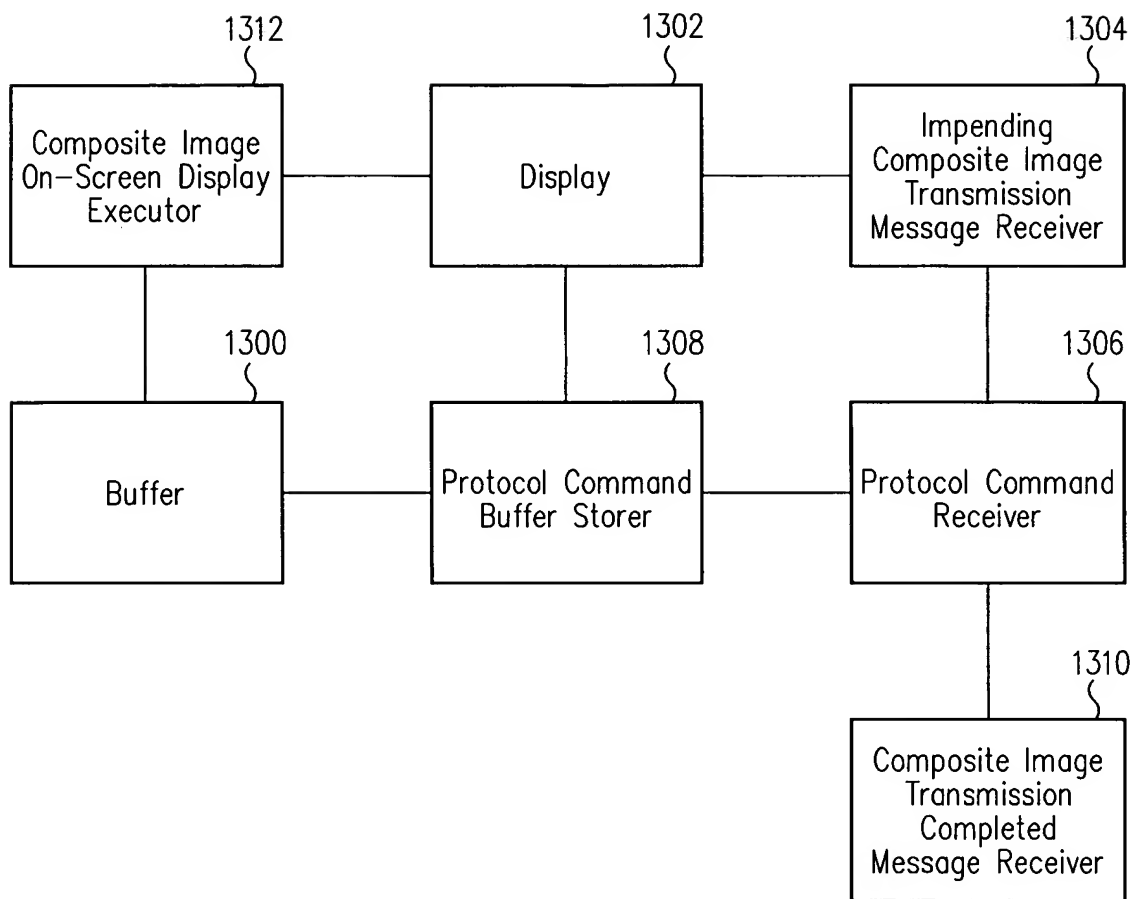 1312
1302
1304
Composite Image
On-Screen Display
Executor
Display
Impending
Composite Image
Transmission
Message Receiver
1300
1308
1306
Buffer
Protocol Command
Buffer Storer
Protocol Command
Receiver
1310
Composite Image
Transmission
Completed
Message Receiver